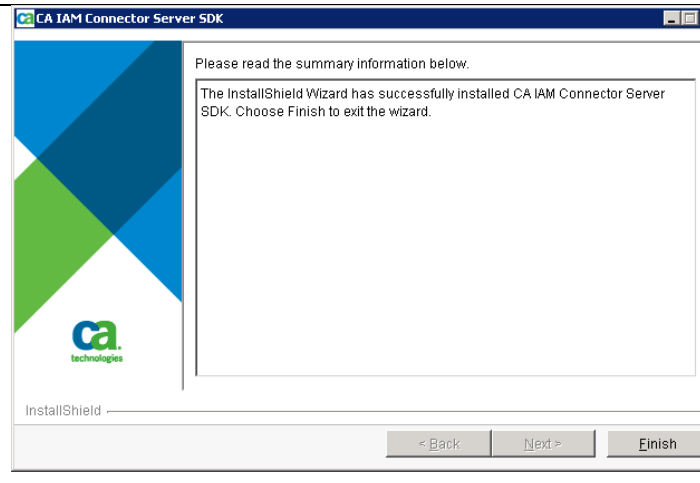 CA IAM Connector Server SDK
Please read the summary information below.
The InstallShield Wizard has successfully installed CA IAM Connector Server
SDK. Choose Finish to exit the wizard.
ca.
technologies
InstallShield
< Back Next > Finish